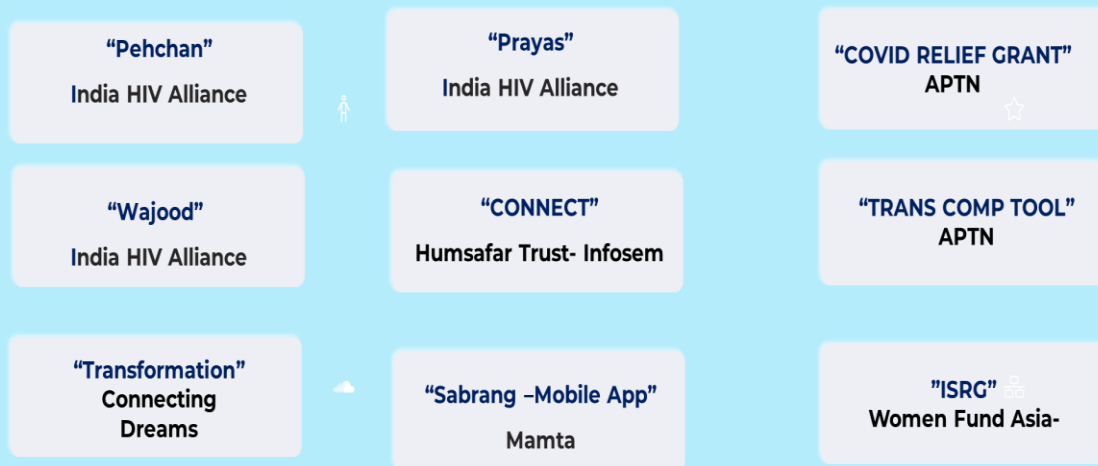 “Pehchan”
India HIV Alliance
“Prayas”
India HIV Alliance
“COVID RELIEF GRANT”
APTN
“Wajood”
India HIV Alliance
“CONNECT”
Humsafar Trust- Infosem
“TRANS COMP TOOL”
APTN
“Transformation”
Connecting
Dreams
“Sabrang –Mobile App”
Mamta
”ISRG”
Women Fund Asia-